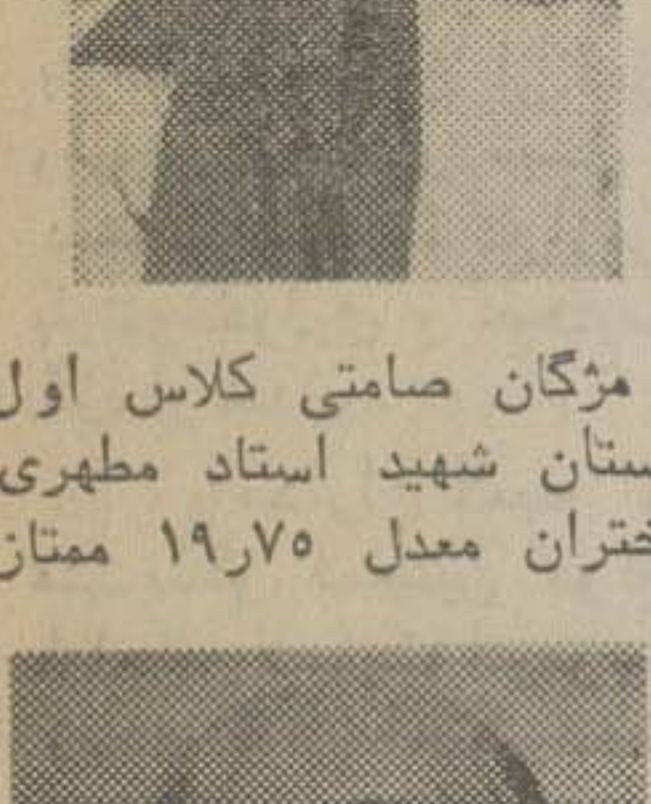 مژگان صامتی کلاس اول
ستان شهید استاد مطهری
ختران معدل ۱۹٫۷۵ ممتاز